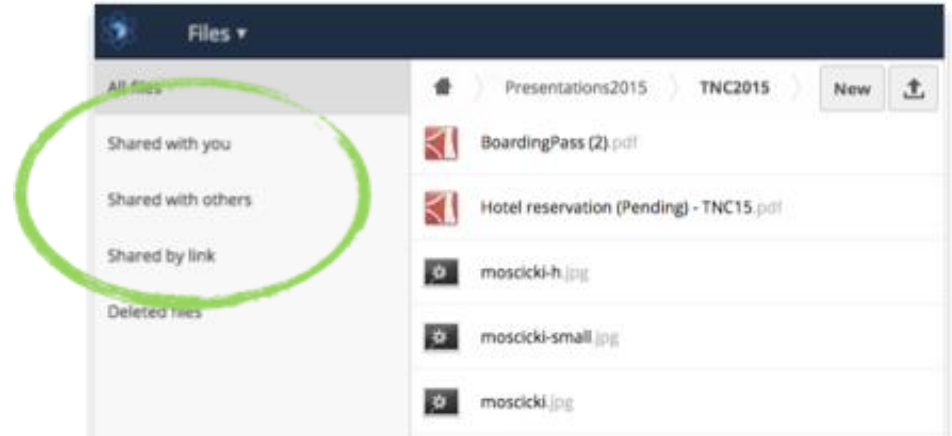 Files ▾
All files
Shared with you
Shared with others
Shared by link
Deleted files
Presentations2015 TNC2015 New
BoardingPass (2).pdf
Hotel reservation (Pending) - TNC15.pdf
moscicki-h.jpg
moscicki-small.jpg
moscicki.jpg